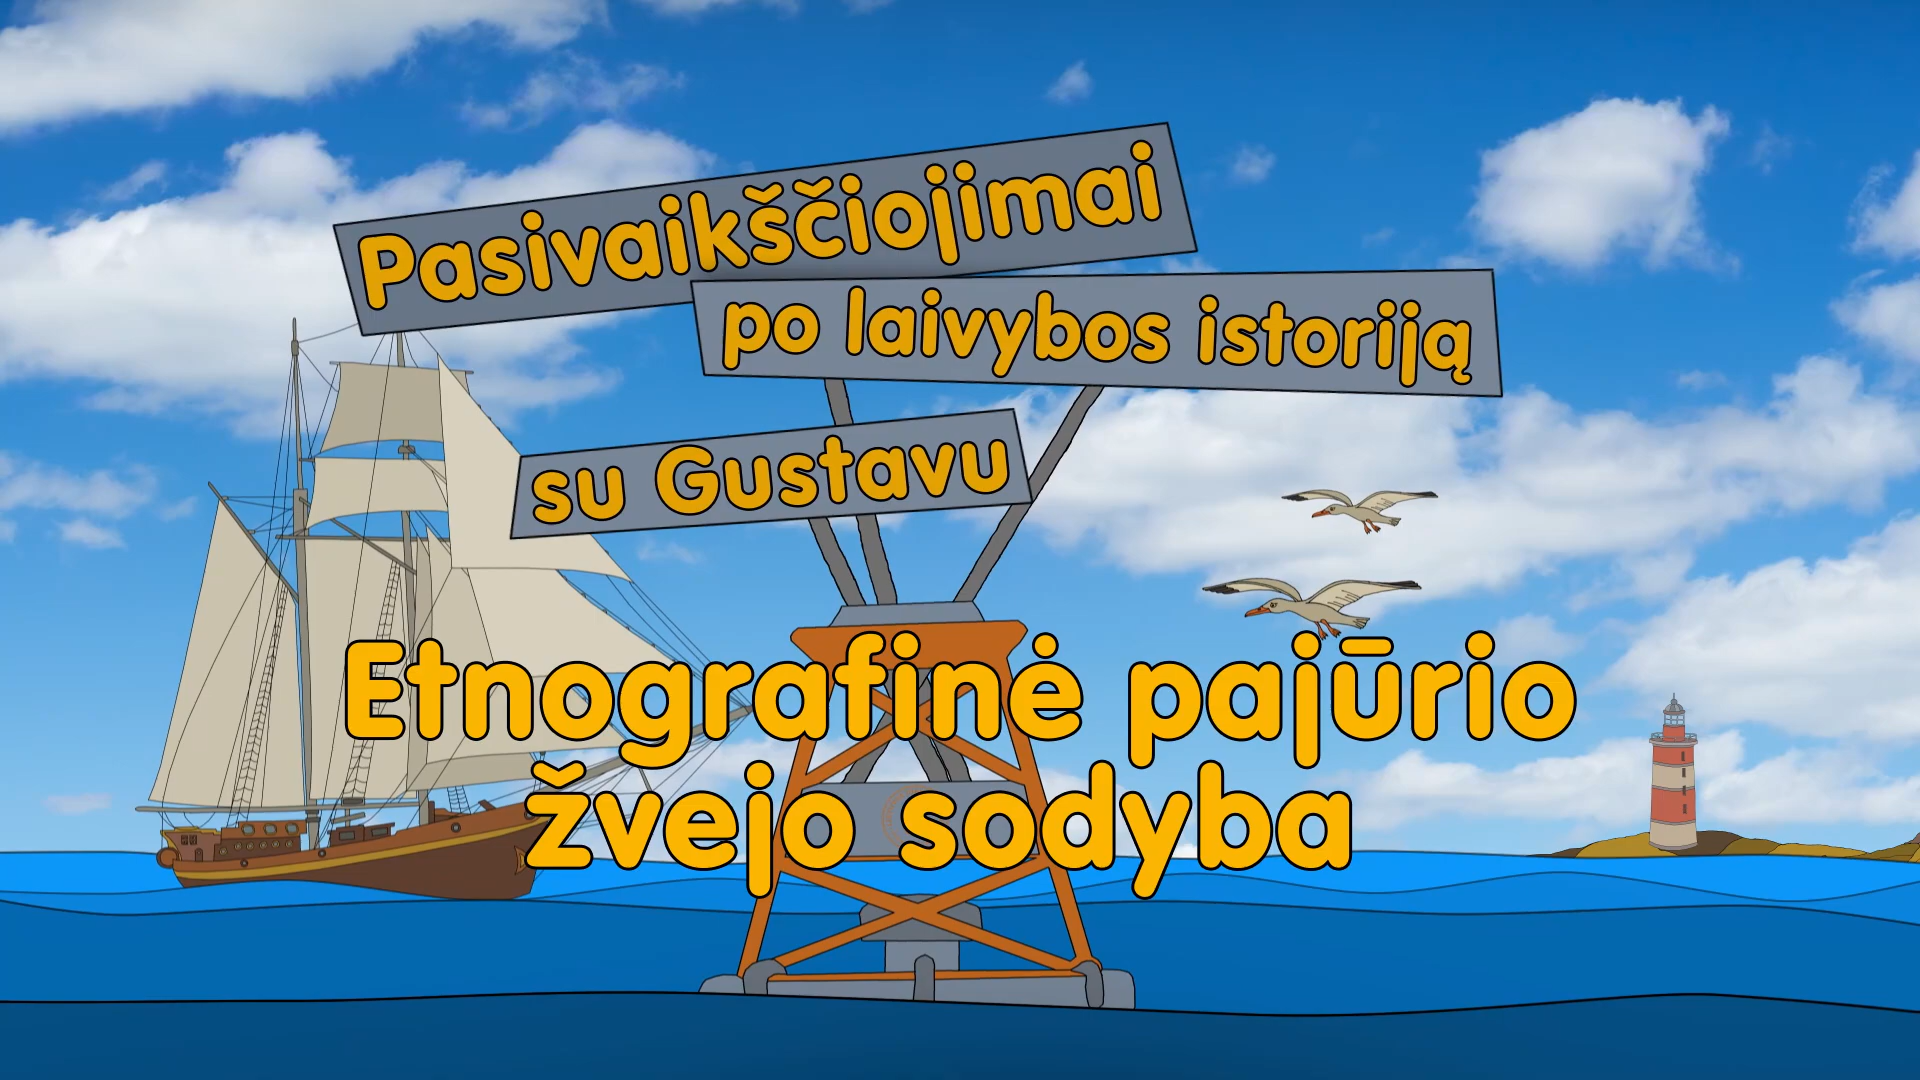 Pasivaikščiojimai
po laivybos istoriją
su Gustavu
Etnografinė pajūrio
žvejo sodyba